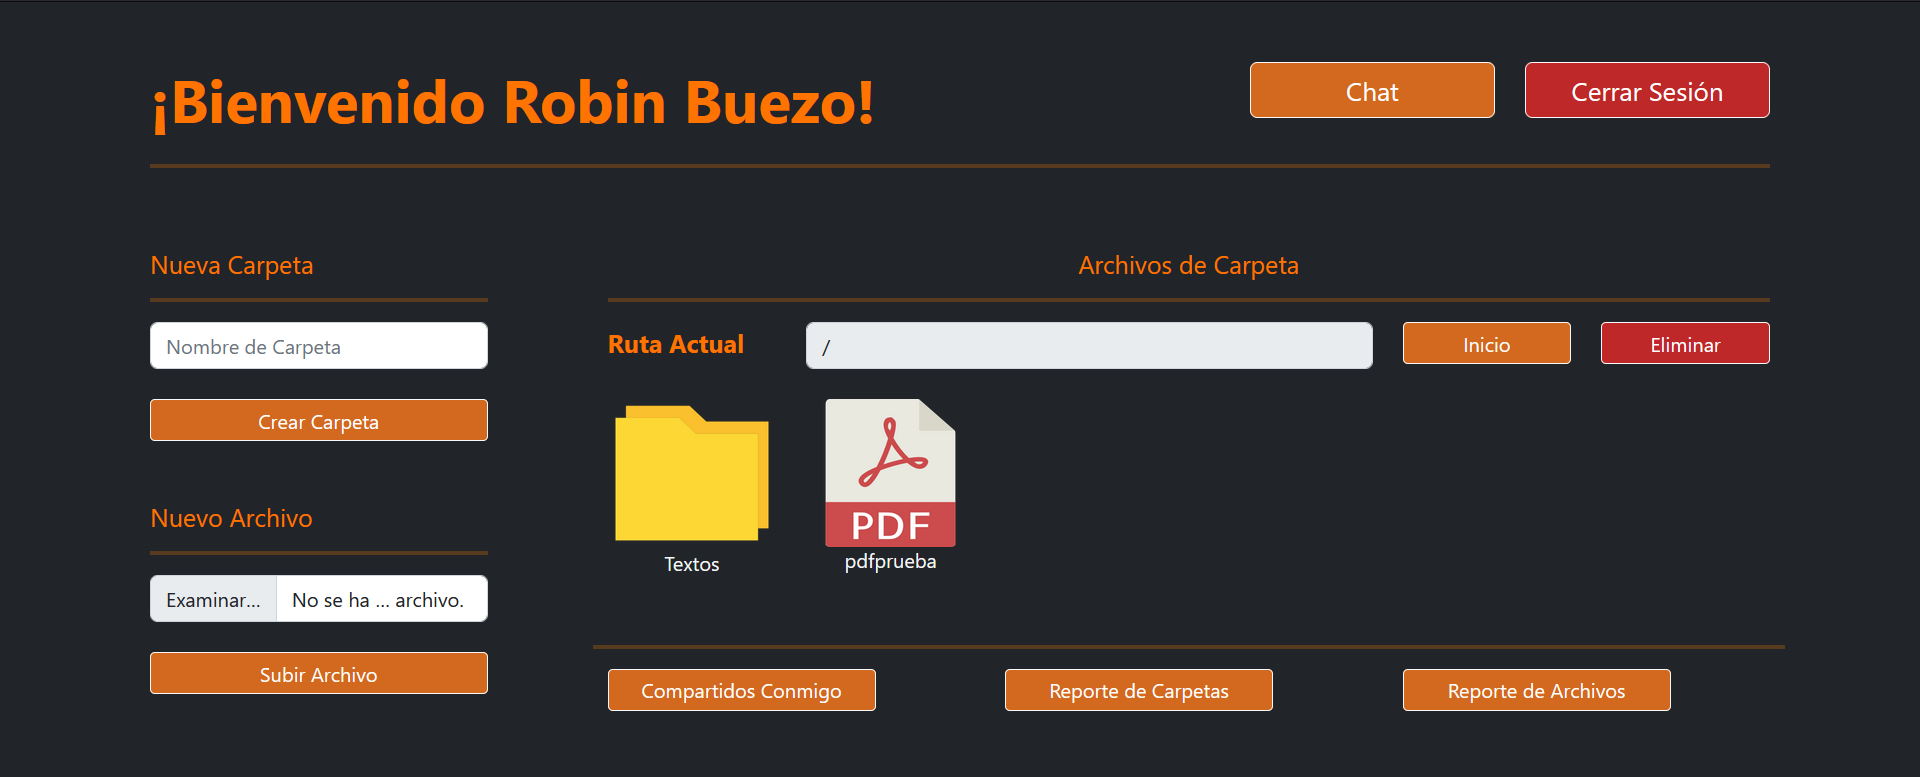 ¡Bienvenido Robin Buezo!
Chat
Cerrar Sesión
Nueva Carpeta
Nombre de Carpeta
Crear Carpeta
Nuevo Archivo
Examinar...
No se ha ... archivo.
Subir Archivo
Archivos de Carpeta
Ruta Actual
/
Inicio
Eliminar
Textos
PDF
pdfprueba
Compartidos Conmigo
Reporte de Carpetas
Reporte de Archivos